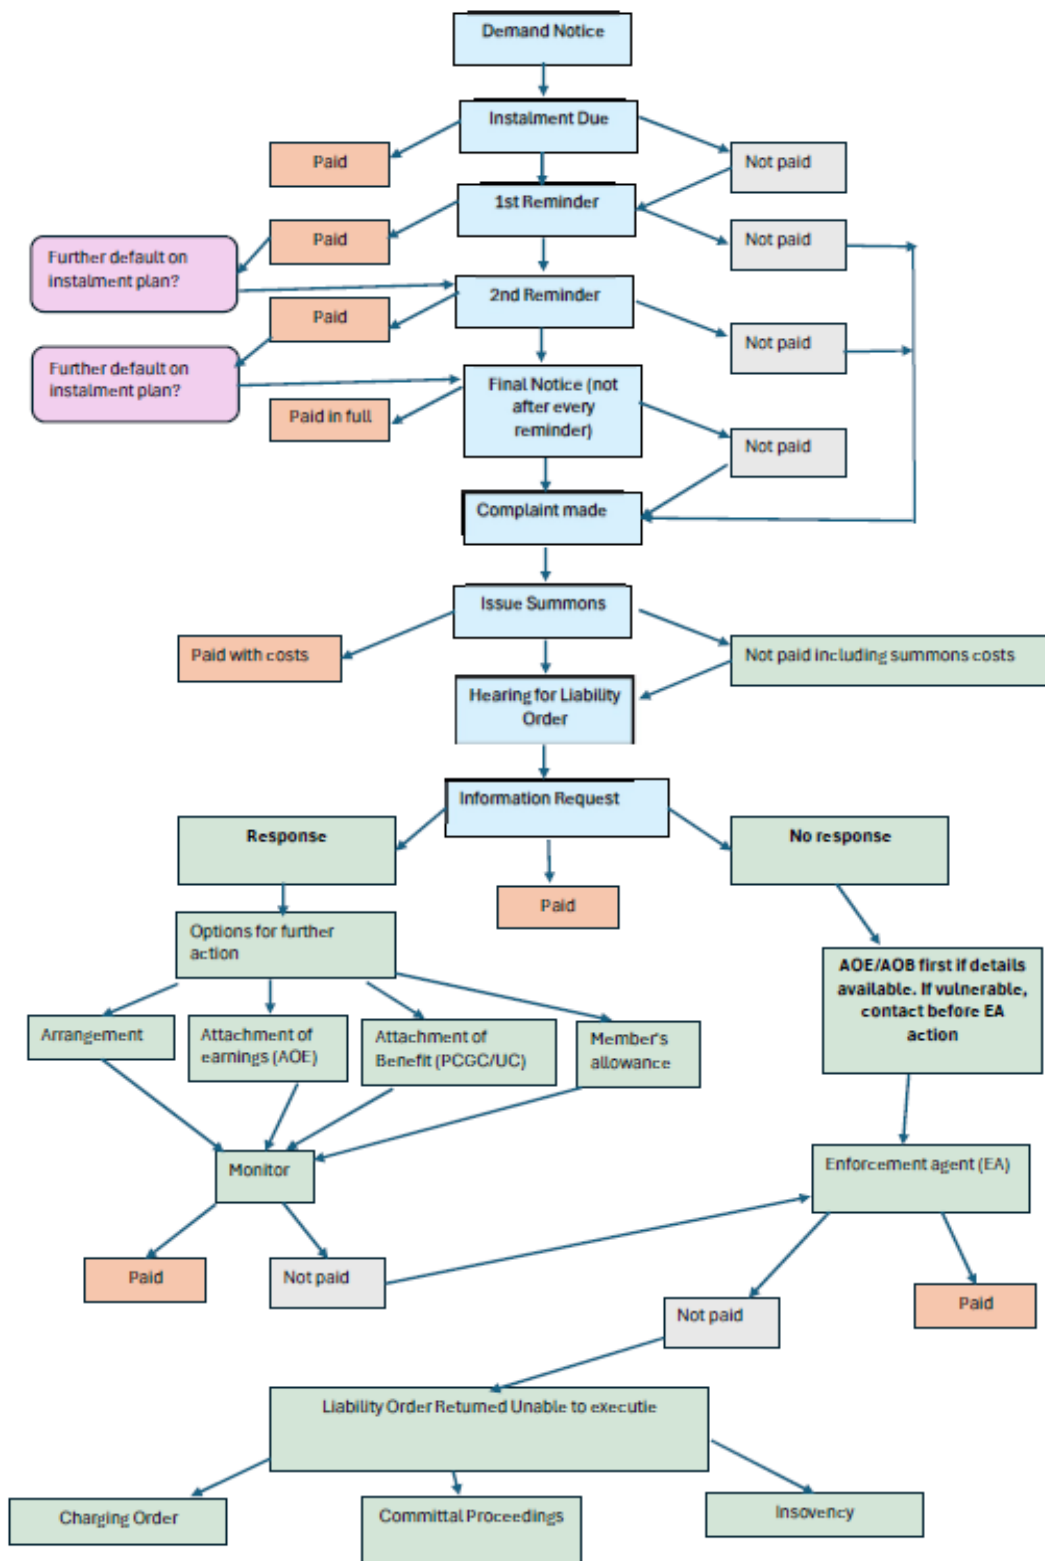 Demand Notice
Instalment Due
Paid
Not paid
1st Reminder
Paid
Not paid
Further default on
instalment plan?
2nd Reminder
Paid
Not paid
Further default on
instalment plan?
Final Notice (not
after every
reminder)
Paid in full
Not paid
Complaint made
Issue Summons
Paid with costs
Not paid including summons costs
Hearing for Liability
Order
Information Request
Response
No response
Paid
Options for further
action
AOE/AOB first if details
available. If vulnerable,
contact before EA
action
Arrangement
Attachment of
earnings (AOE)
Attachment of
Benefit (PCGC/UC)
Member's
allowance
Monitor
Enforcement agent (EA)
Paid
Not paid
Not paid
Paid
Liability Order Returned Unable to executie
Charging Order
Committal Proceedings
Insovency